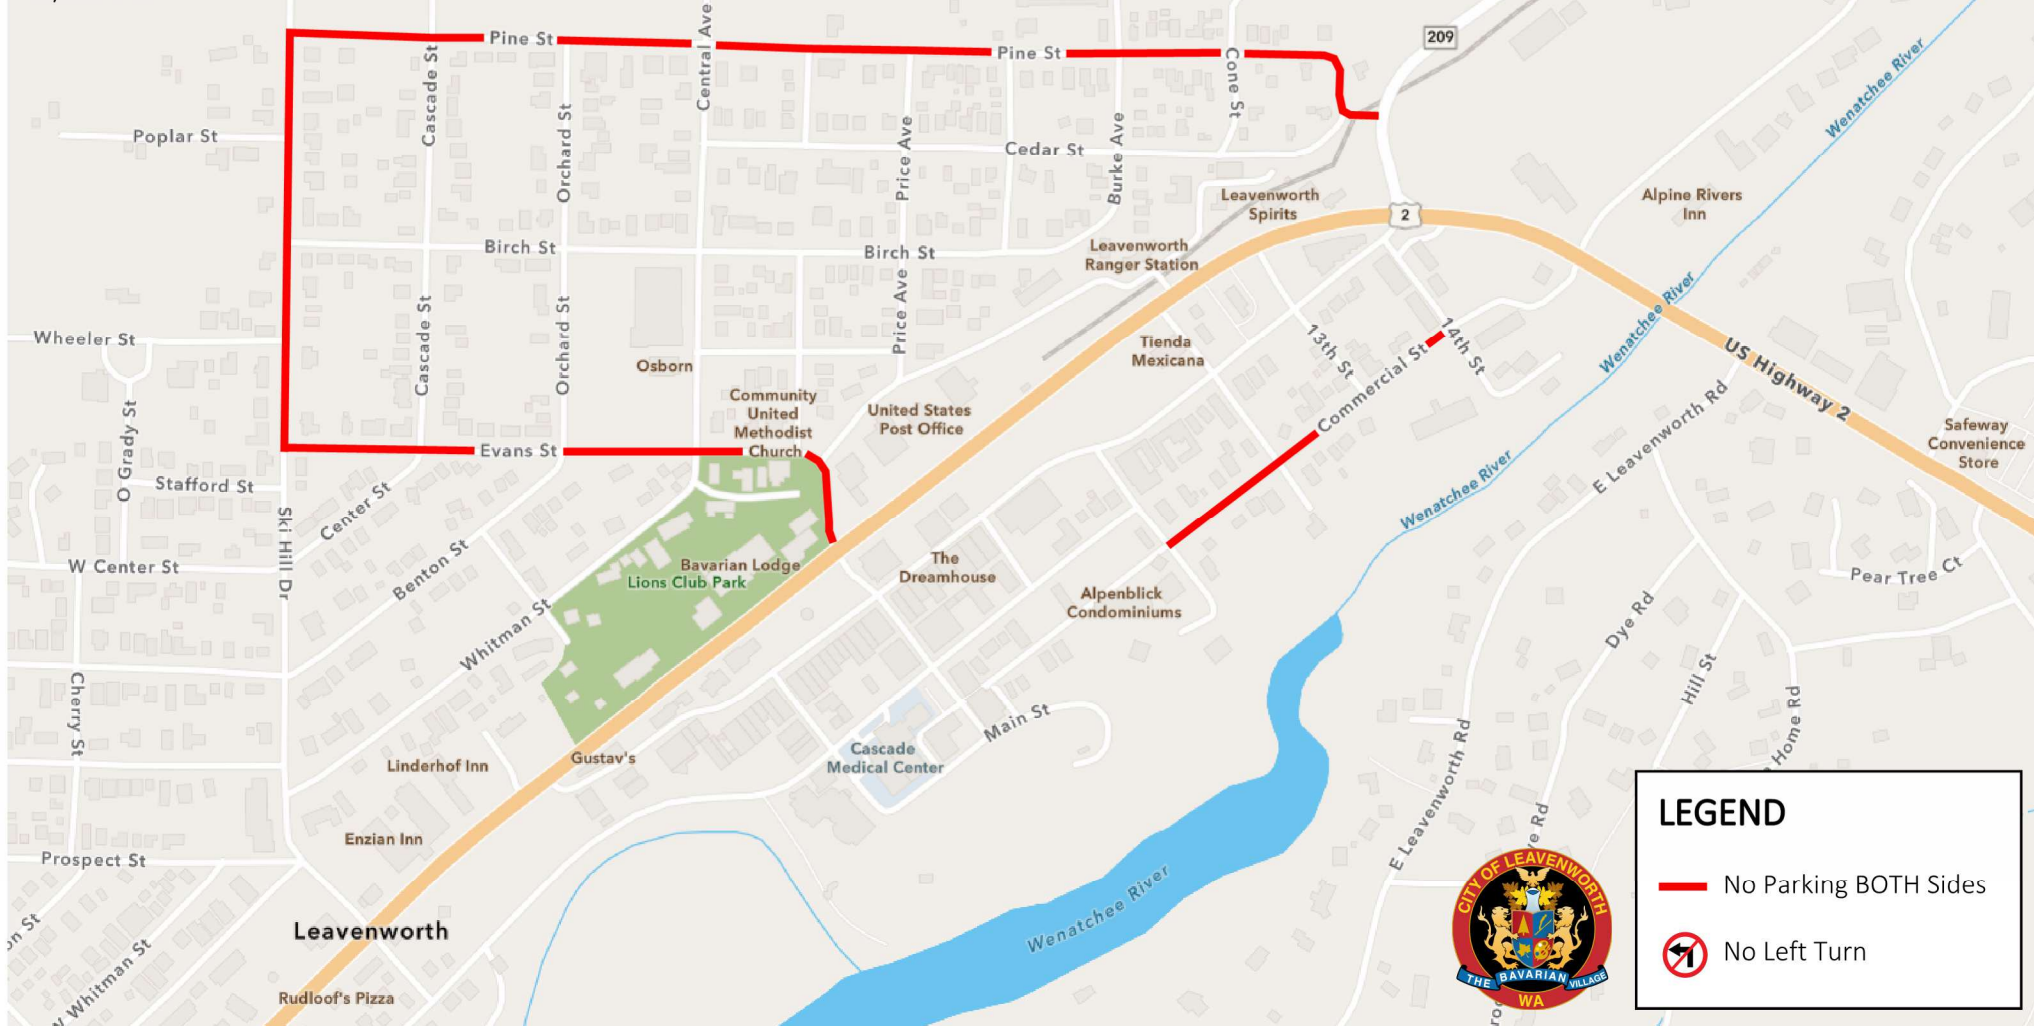 Pine St
Pine St
209
Central Ave
Cascade St
Cone St
Wenatchee River
Orchard St
Poplar St
Price Ave
Burke Ave
Cedar St
Leavenworth
Spirits
Alpine Rivers
Inn
2
Birch St
Birch St
Leavenworth
Ranger Station
Cascade St
Orchard St
Price Ave
Wenatchee River
Wheeler St
Osborn
Tienda
Mexicana
13th St
14th St
Commercial St
US Highway 2
O Grady St
Community
United
Methodist
Church
United States
Post Office
E Leavenworth Rd
Safeway
Convenience
Store
Evans St
Stafford St
Center St
Ski Hill Dr
Wenatchee River
W Center St
Benton St
Bavarian Lodge
Lions Club Park
The
Dreamhouse
Alpenblick
Condominiums
Pear Tree Ct
Dye Rd
Whitman St
Hill St
Cherry St
Main St
Home Rd
Linderhof Inn
Gustav's
Cascade
Medical Center
E Leavenworth Rd
Enzian Inn
Prospect St
ye Rd
Wenatchee River
Leavenworth
on St
W Whitman St
Rudloof's Pizza
LEGEND
No Parking BOTH Sides
No Left Turn
CITY OF LEAVENWORTH
THE BAVARIAN VILLAGE
WA